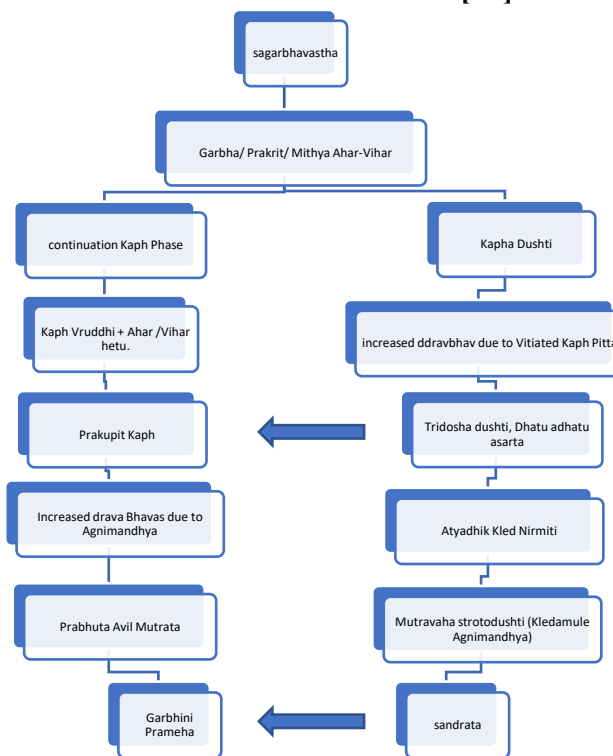 sagarbhavastha
Garbha/ Prakrit/ Mithya Ahar-Vihar
continuation Kaph Phase
Kapha Dushti
Kaph Vruddhi + Ahar /Vihar
hetu.
increased ddravbhav due to Vitiated Kaph Pitta
Prakupit Kaph
Tridosha dushti, Dhatu adhatu
asarta
Increased drava Bhavas due to
Agnimandhya
Atyadhik Kled Nirmiti
Prabhuta Avil Mutrata
Mutravaha strotodushti (Kledamule
Agnimandhya)
Garbhini
Prameha
sandrata